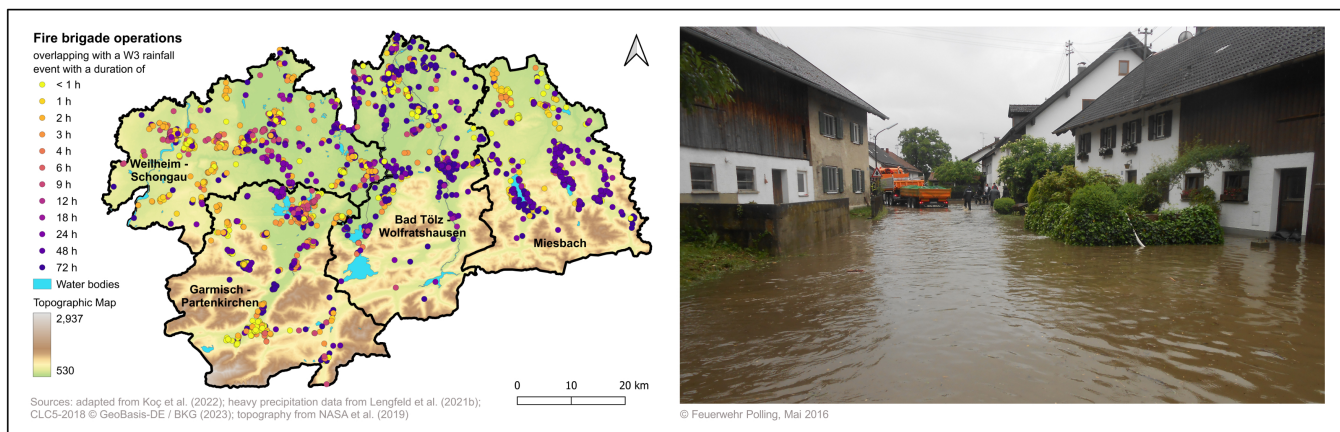 Fire brigade operations
overlapping with a W3 rainfall
event with a duration of
< 1 h
1 h
2 h
3 h
4 h
6 h
9 h
12 h
18 h
24 h
48 h
72 h
Water bodies
Topographic Map
2,937
530
Weilheim -
Schongau
Bad Tölz
Wolfratshausen
Miesbach
Garmisch -
Partenkirchen
0 10 20 km
Sources: adapted from Koç et al. (2022); heavy precipitation data from Lengfeld et al. (2021b);
CLC5-2018 © GeoBasis-DE / BKG (2023); topography from NASA et al. (2019)
© Feuerwehr Polling, Mai 2016